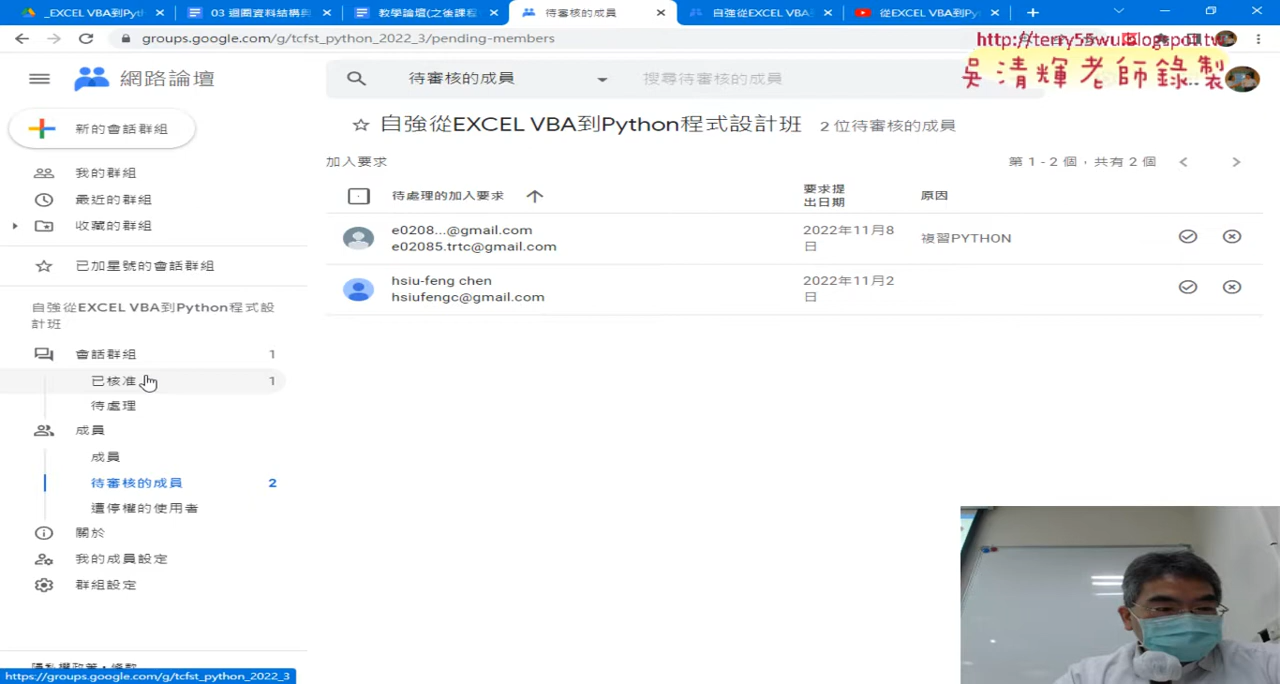 _EXCEL VBA到Pyth
03 迴圈資料結構與
教學論壇(之後課程
待審核的成員
自強從EXCEL VBA
從EXCEL VBA到Py
groups.google.com/g/tcfst_python_2022_3/pending-members
http://terry55wu.blogspot.tw
吳清輝老師錄製
網路論壇
待審核的成員
搜尋待審核的成員
新的會話群組
自強從EXCEL VBA到Python程式設計班
2 位待審核的成員
加入要求
第 1 - 2 個，共有 2 個
我的群組
最近的群組
收藏的群組
已加星號的會話群組
待處理的加入要求
要求提
出日期
原因
e0208...@gmail.com
e02085.trtc@gmail.com
2022年11月8
日
複習PYTHON
hsiu-feng chen
hsiufengc@gmail.com
2022年11月2
日
自強從EXCEL VBA到Python程式設
計班
會話群組 1
已核准 1
待處理
成員
成員
待審核的成員 2
遭停權的使用者
關於
我的成員設定
群組設定
隱私權政策・條款
https://groups.google.com/g/tcfst_python_2022_3